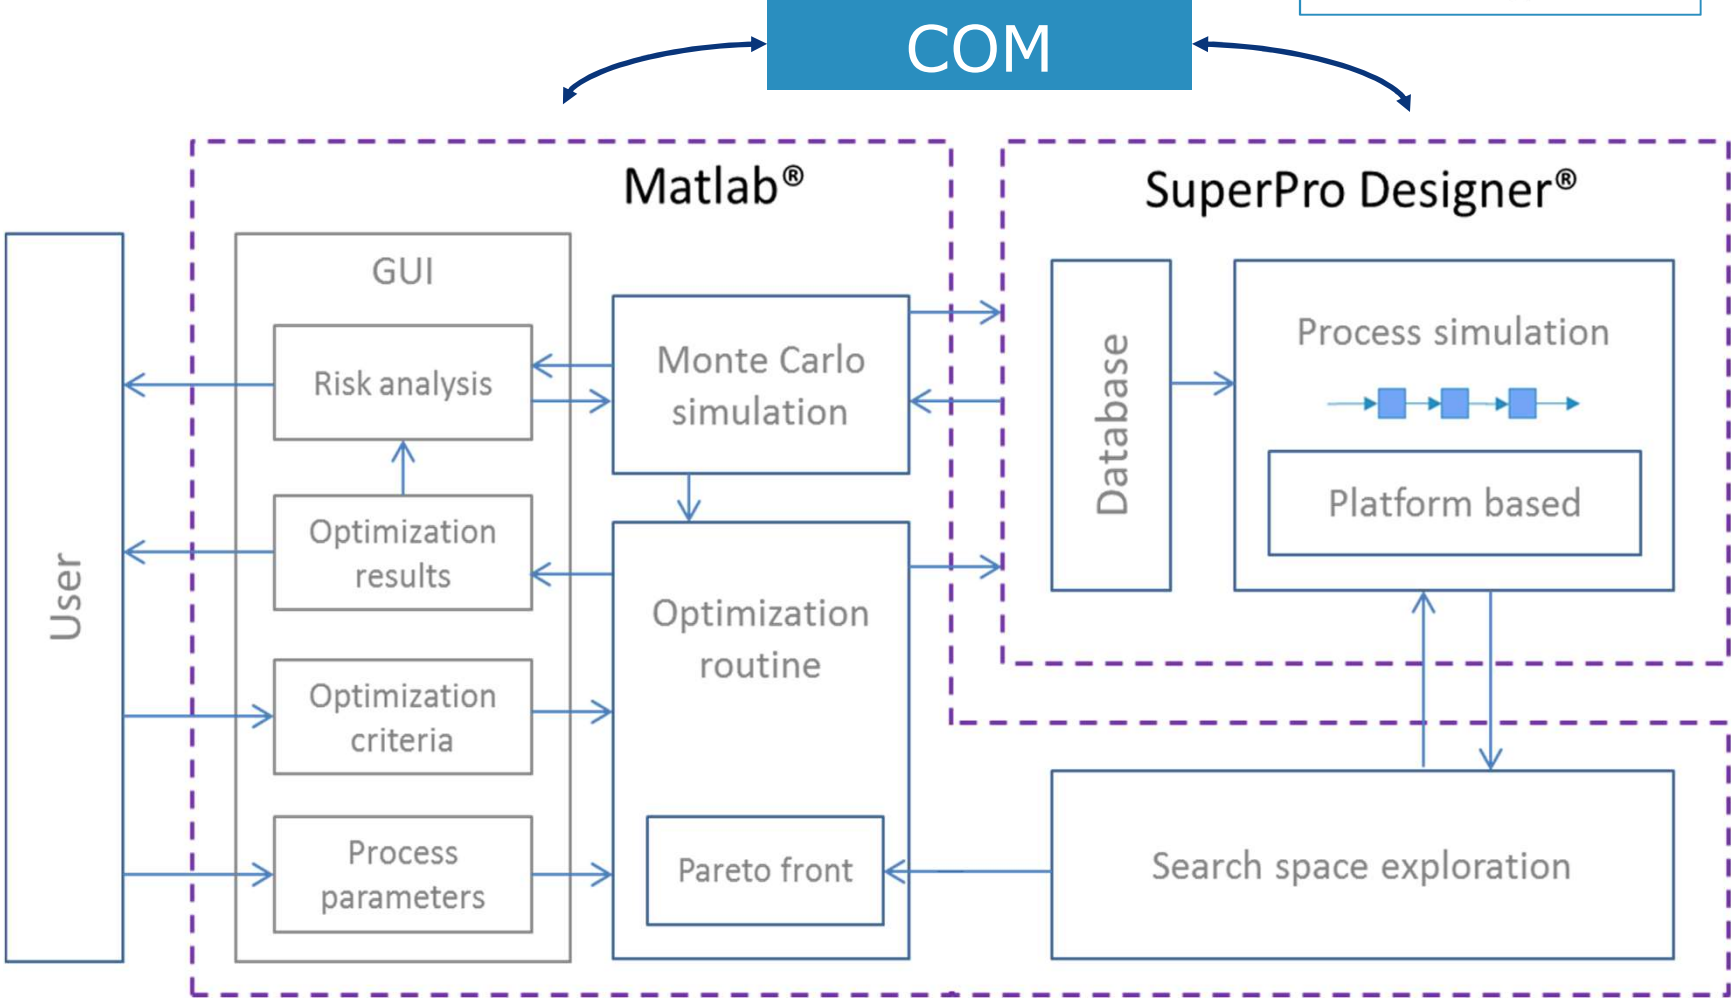 COM
Matlab®
SuperPro Designer®
User
GUI
Risk analysis
Optimization
results
Optimization
criteria
Process
parameters
Monte Carlo
simulation
Optimization
routine
Pareto front
Database
Process simulation
Platform based
Search space exploration